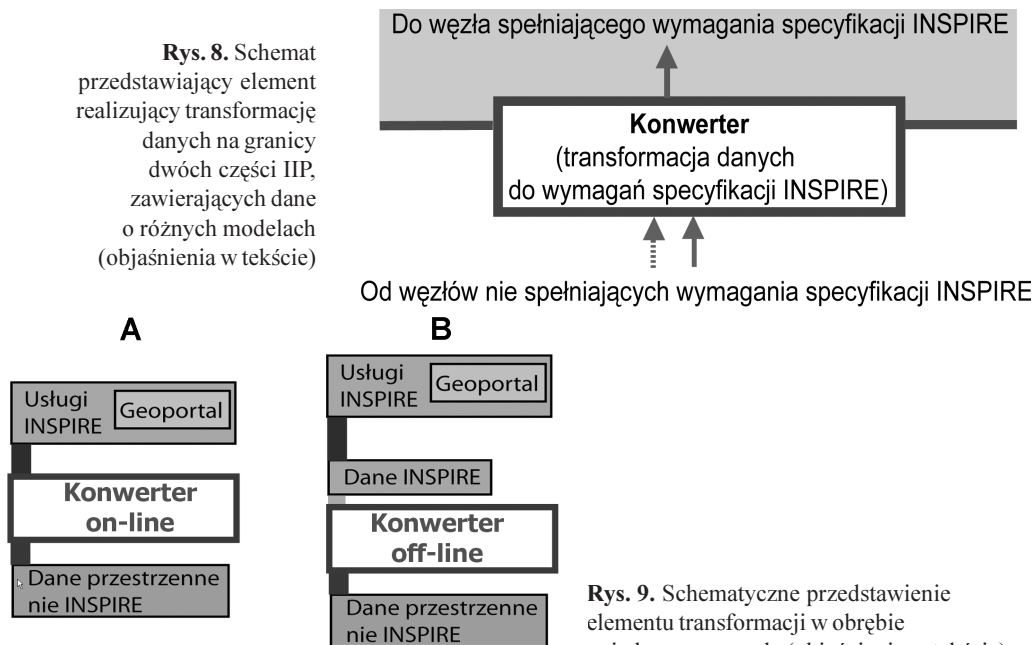 Rys. 8. Schemat
przedstawiający element
realizujący transformację
danych na granicy
dwóch części IIP,
zawierających dane
o różnych modelach
(objaśnienia w tekście)
Do węzła spełniającego wymagania specyfikacji INSPIRE
Konwerter
(transformacja danych
do wymagań specyfikacji INSPIRE)
Od węzłów nie spełniających wymagania specyfikacji INSPIRE
A
Usługi
INSPIRE
Geoportal
Konwerter
on-line
Dane przestrzenne
nie INSPIRE
B
Usługi
INSPIRE
Geoportal
Dane INSPIRE
Konwerter
off-line
Dane przestrzenne
nie INSPIRE
Rys. 9. Schematyczne przedstawienie
elementu transformacji w obrębie